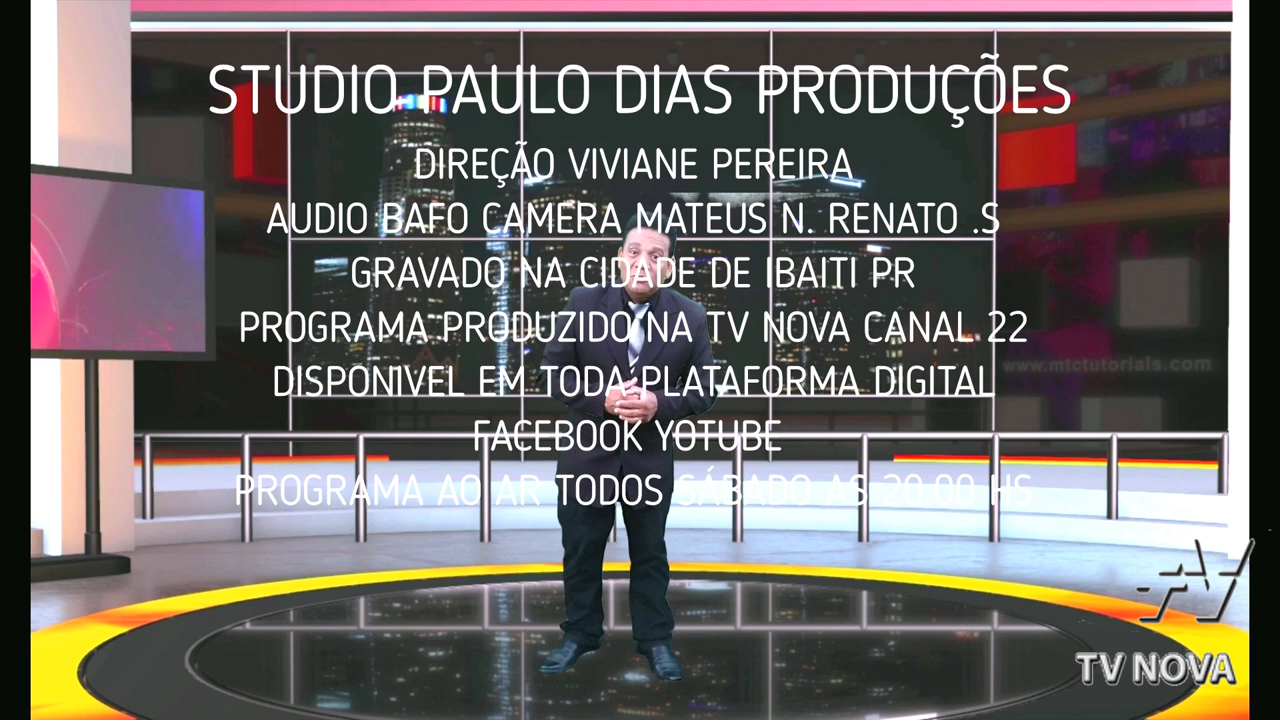 STUDIO PAULO DIAS PRODUÇÕES
DIREÇÃO VIVIANE PEREIRA
AUDIO BAFO CAMERA MATEUS N. RENATO .S
GRAVADO NA CIDADE DE IBAITI PR
PROGRAMA PRODUZIDO NA TV NOVA CANAL 22
DISPONIVEL EM TODA PLATAFORMA DIGITAL
www.mtctutorials.com
FACEBOOK YOTUBE
PROGRAMA AO AR TODOS SÁBADO AS 20:00 HS
TV NOVA